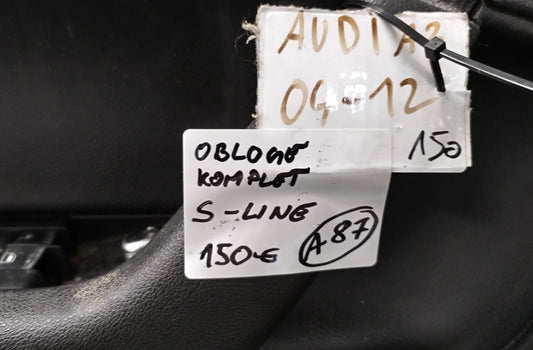 AUDI A3
04-12
150
OBLOGE
KOMPLET
S-LINE
150€
A87